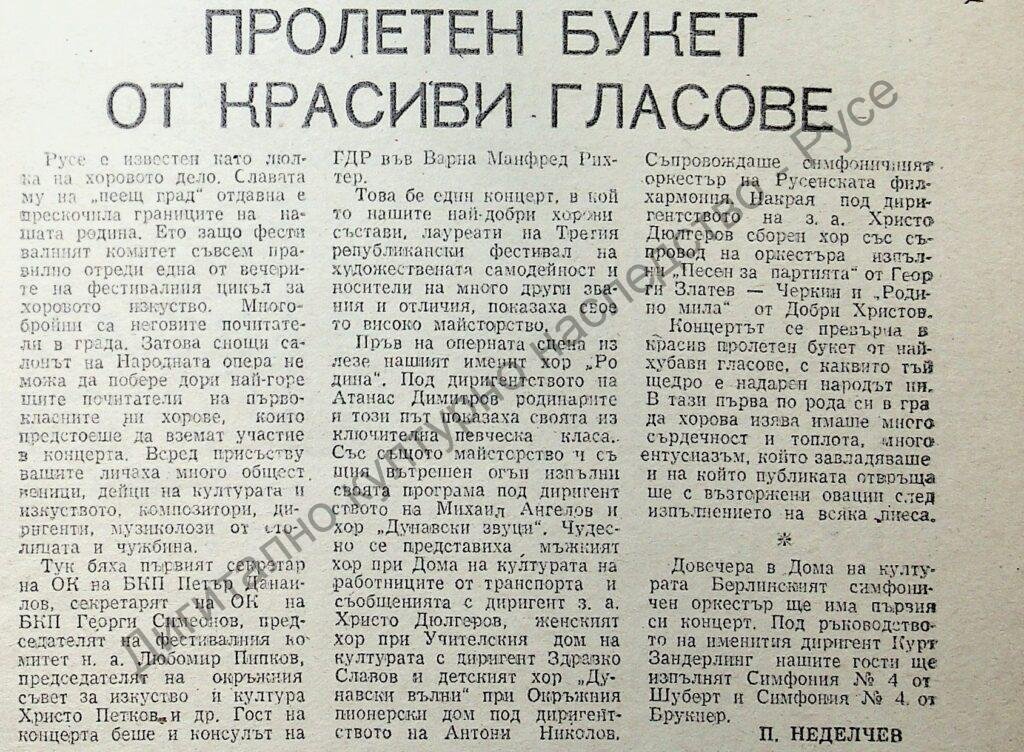 ПРОЛЕТЕН БУКЕТ
ОТ КРАСИВИ ГЛАСОВЕ
Русе е известен като люл-
ка на хоровото дело. Славата
му на „пеещ град“ отдавна е
прескочила границите на на-
шата родина. Ето защо фести
валният комитет съвсем пра-
вилно отреди една от вечери-
те на фестивалния цикъл за
хоровото изкуство. Много-
бройни са неговите почитате-
ли в града. Затова снощи са-
лонът на Народната опера не
можа да побере дори най-горе
щите почитатели на първо-
класните ни хорове, които
предстоеше да вземат участие
в концерта. Всред присъству
ващите личаха много общест
веници, дейци на културата и
изкуството, композитори, ди-
ригенти, музиколози от сто-
лицата и чужбина.
Тук бяха първият секретар
на ОК на БКП Петър Данаи-
лов, секретарят на ОК на
БКП Георги Симеонов, пред-
седателят на фестивалния ко-
митет н. а. Любомир Пипков,
председателят на окръжния
съвет за изкуство и култура
Христо Петков и др. Гост на
концерта беше и консулът на
ГДР във Варна Манфред Рих-
тер.
Това бе един концерт, в кой
то нашите най-добри хорови
състави, лауреати на Третия
републикански фестивал на
художествената самодейност и
носители на много други зва-
ния и отличия, показаха свое
то високо майсторство.
Пръв на оперната сцена из
лезе нашият именит хор „Ро
дина“. Под диригентството на
Атанас Димитров родинарите
и този път показаха своята из
ключителна певческа класа.
Със същото майсторство и съ
щия вътрешен огън изпълни
своята програма под диригент
ството на Михаил Ангелов и
хор „Дунавски звуци“. Чудес-
но се представиха мъжкият
хор при Дома на културата на
работниците от транспорта и
съобщенията с диригент з. а.
Христо Дюлгеров, женският
хор при Учителския дом на
културата с диригент Здравко
Славов и детският хор „Ду-
навски вълни“ при Окръжния
пионерски дом под диригент-
ството на Антони Николов.
Съпровождаше симфоничният
оркестър на Русенската фил-
хармония. Накрая под дири-
гентството на з. а. Христо
Дюлгеров сборен хор със съ-
провод на оркестъра изпъл-
ни „Песен за партията“ от Геор
ги Златев — Черкин и „Роди-
но мила“ от Добри Христов.
Концертът се превърна в
красив пролетен букет от най-
хубави гласове, с каквито тъй
щедро е надарен народът ни.
В тази първа по рода си в гра
да хорова изява имаше много
сърдечност и топлота, много
ентусиазъм, който завладяваше
и на който публиката отвръща
ше с възторжени овации след
изпълнението на всяка пиеса.
*
Довечера в Дома на култу-
рата Берлинският симфони-
чен оркестър ще има първия
си концерт. Под ръководство-
то на именития диригент Курт
Зандерлинг нашите гости ще
изпълнят Симфония № 4 от
Шуберт и Симфония № 4 от
Брукнер.
П. НЕДЕЛЧЕВ
Дигитално културно наследство - Русе